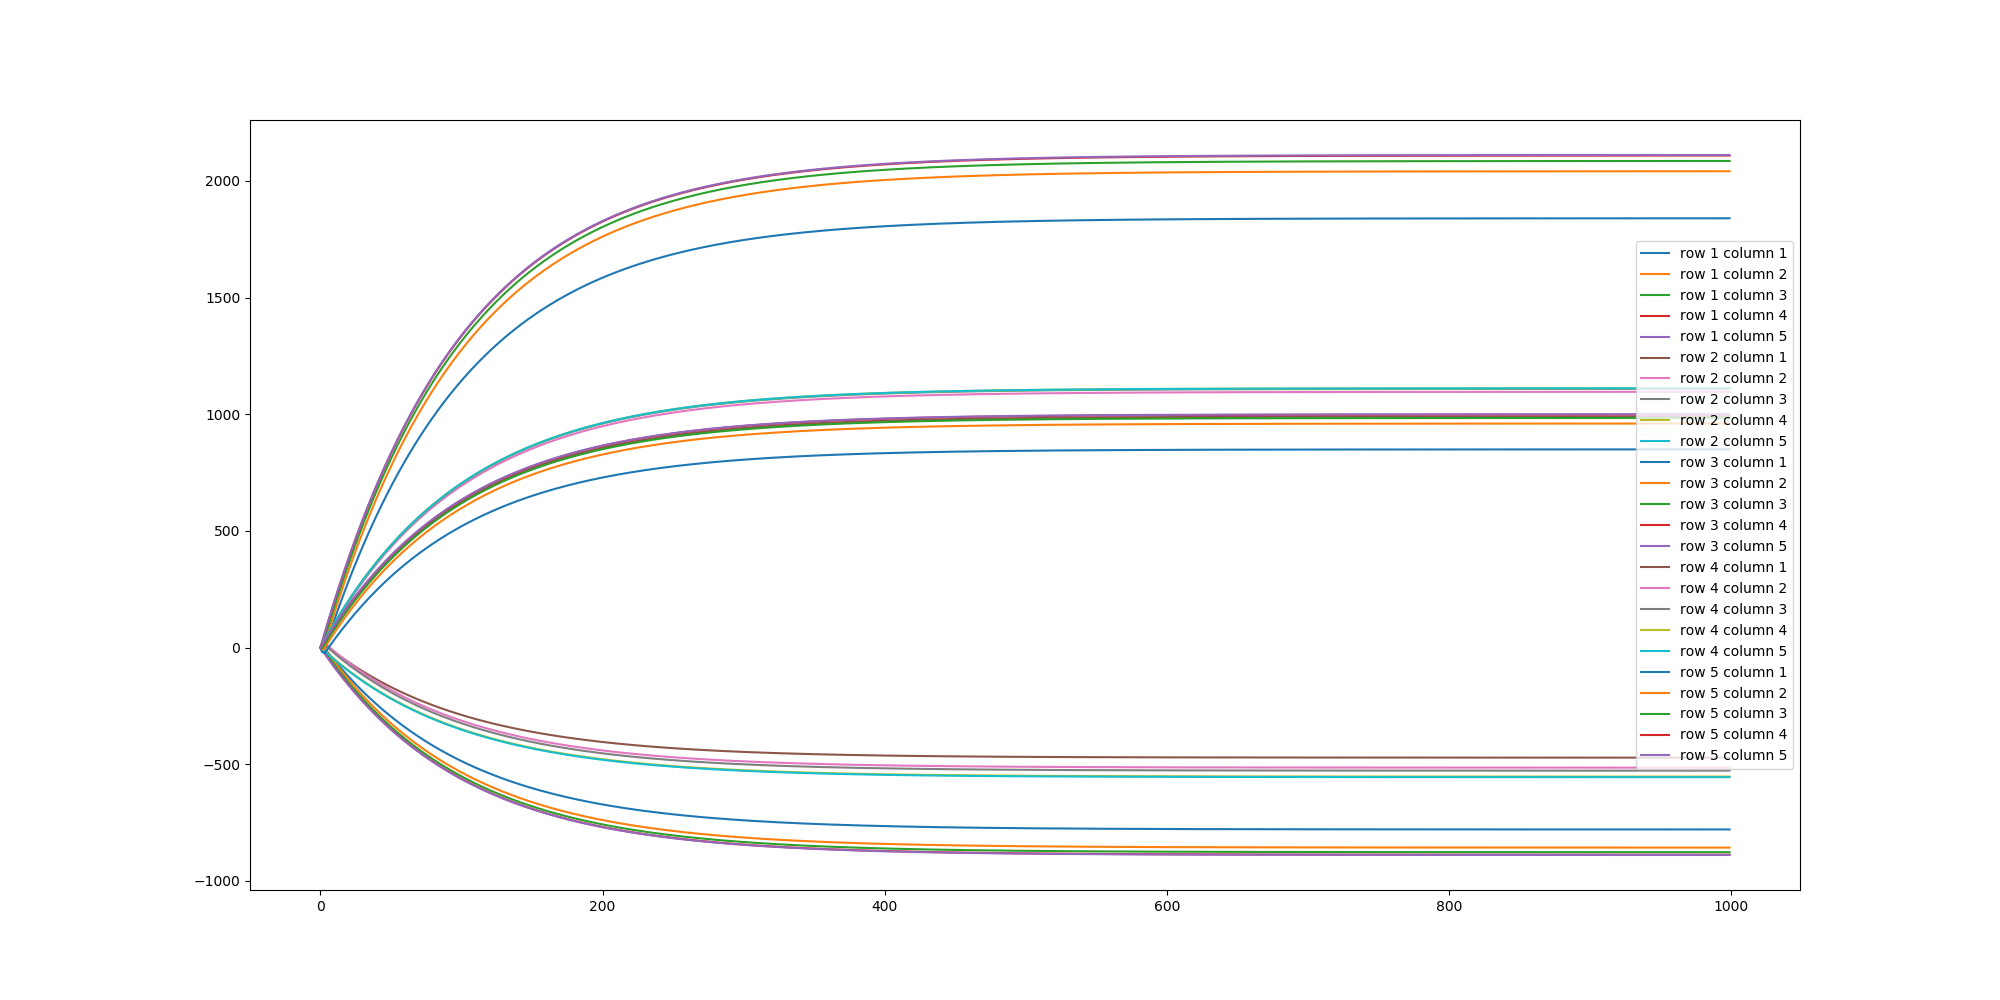 2000
1500
1000
500
0
−500
−1000
0
200
400
600
800
1000
row 1 column 1
row 1 column 2
row 1 column 3
row 1 column 4
row 1 column 5
row 2 column 1
row 2 column 2
row 2 column 3
row 2 column 4
row 2 column 5
row 3 column 1
row 3 column 2
row 3 column 3
row 3 column 4
row 3 column 5
row 4 column 1
row 4 column 2
row 4 column 3
row 4 column 4
row 4 column 5
row 5 column 1
row 5 column 2
row 5 column 3
row 5 column 4
row 5 column 5